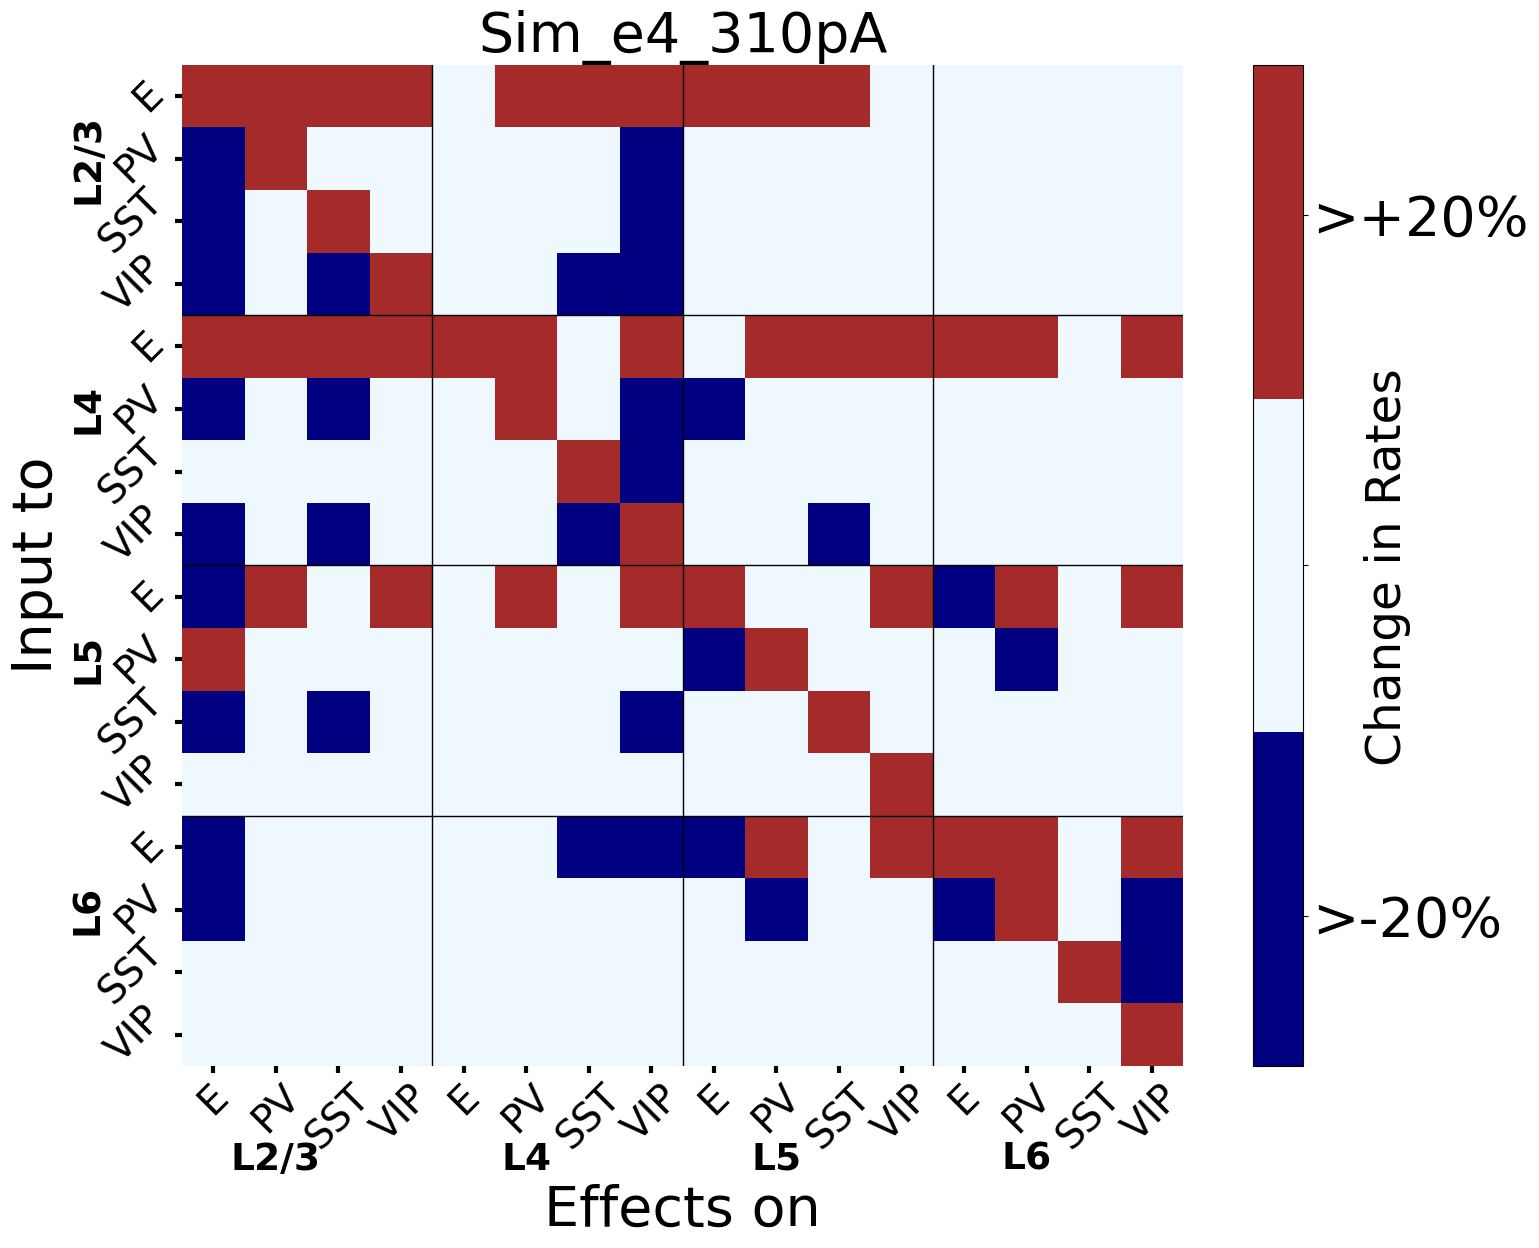 Sim_e4_310pA
Input to
L2/3
E
PV
SST
VIP
L4
E
PV
SST
VIP
L5
E
PV
SST
VIP
L6
E
PV
SST
VIP
E PV SST VIP E PV SST VIP E PV SST VIP E PV SST VIP
L2/3 L4 L5 L6
Effects on
>+20%
>-20%
Change in Rates